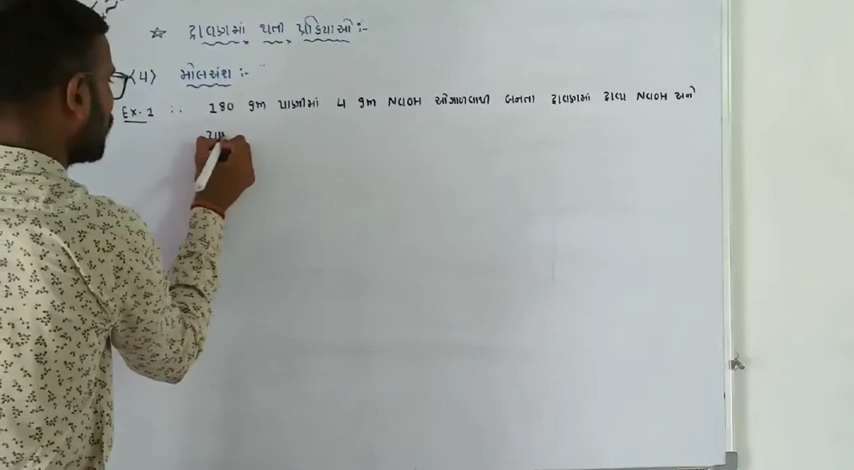 ☆ દ્રાવણમાં થતી પ્રક્રિયાઓ :-
(4) મોલઅંશ :-
Ex-1 :. 180 gm પાણીમાં 4 gm NaOH ઓગાળવાથી બનતા દ્રાવણમાં દ્રાવ્ય NaOH અને